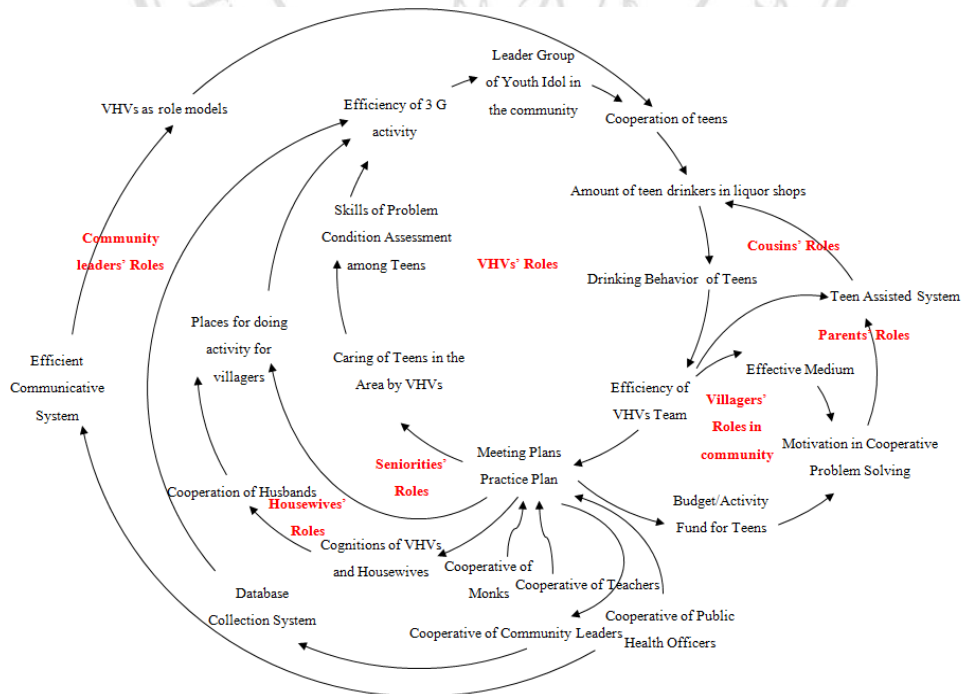 Leader Group
of Youth Idol in
the community
VHVs as role models
Efficiency of 3 G
activity
Cooperation of teens
Amount of teen drinkers in liquor shops
Skills of Problem
Condition Assessment
among Teens
Community
leaders' Roles
VHVs' Roles
Cousins' Roles
Drinking Behavior of Teens
Teen Assisted System
Places for doing
activity for
villagers
Parents' Roles
Efficient
Communicative
System
Caring of Teens in the
Area by VHVs
Effective Medium
Efficiency of
VHVs Team
Villagers'
Roles in
community
Motivation in Cooperative
Problem Solving
Meeting Plans
Practice Plan
Seniorities'
Roles
Cooperation of Husbands
Housewives'
Roles
Budget/Activity
Fund for Teens
Cognitions of VHVs
and Housewives
Cooperative of
Monks
Cooperative of Teachers
Database
Collection System
Cooperative of Community Leaders
Cooperative of Public
Health Officers